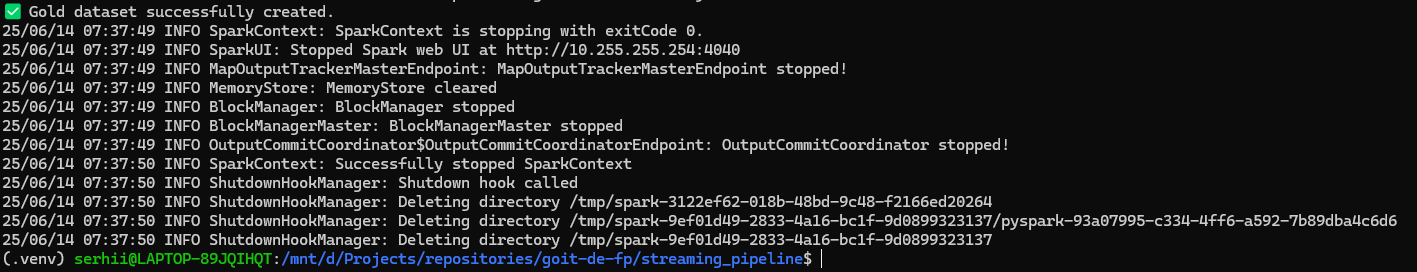 ✅ Gold dataset successfully created.
25/06/14 07:37:49 INFO SparkContext: SparkContext is stopping with exitCode 0.
25/06/14 07:37:49 INFO SparkUI: Stopped Spark web UI at http://10.255.255.254:4040
25/06/14 07:37:49 INFO MapOutputTrackerMasterEndpoint: MapOutputTrackerMasterEndpoint stopped!
25/06/14 07:37:49 INFO MemoryStore: MemoryStore cleared
25/06/14 07:37:49 INFO BlockManager: BlockManager stopped
25/06/14 07:37:49 INFO BlockManagerMaster: BlockManagerMaster stopped
25/06/14 07:37:49 INFO OutputCommitCoordinator$OutputCommitCoordinatorEndpoint: OutputCommitCoordinator stopped!
25/06/14 07:37:50 INFO SparkContext: Successfully stopped SparkContext
25/06/14 07:37:50 INFO ShutdownHookManager: Shutdown hook called
25/06/14 07:37:50 INFO ShutdownHookManager: Deleting directory /tmp/spark-3122ef62-018b-48bd-9c48-f2166ed20264
25/06/14 07:37:50 INFO ShutdownHookManager: Deleting directory /tmp/spark-9ef01d49-2833-4a16-bc1f-9d0899323137/pyspark-93a07995-c334-4ff6-a592-7b89dba4c6d6
25/06/14 07:37:50 INFO ShutdownHookManager: Deleting directory /tmp/spark-9ef01d49-2833-4a16-bc1f-9d0899323137
(.venv) serhii@LAPTOP-89JQIHQT:/mnt/d/Projects/repositories/goit-de-fp/streaming_pipeline$